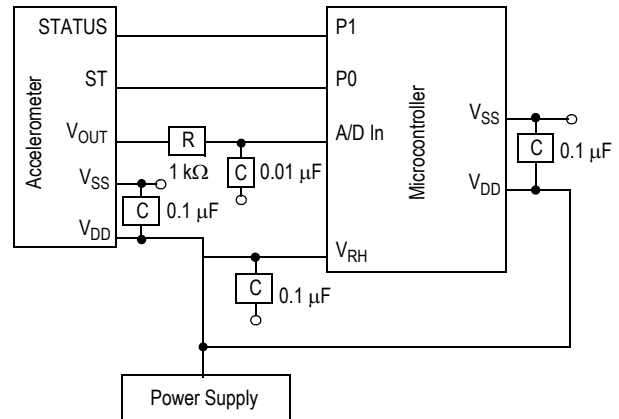 STATUS
ST
VOUT
VSS
VDD
Accelerometer
R
1 kΩ
C
0.01 µF
C
0.1 µF
P1
P0
A/D In
VRH
Microcontroller
VSS
VDD
C
0.1 µF
C
0.1 µF
Power Supply